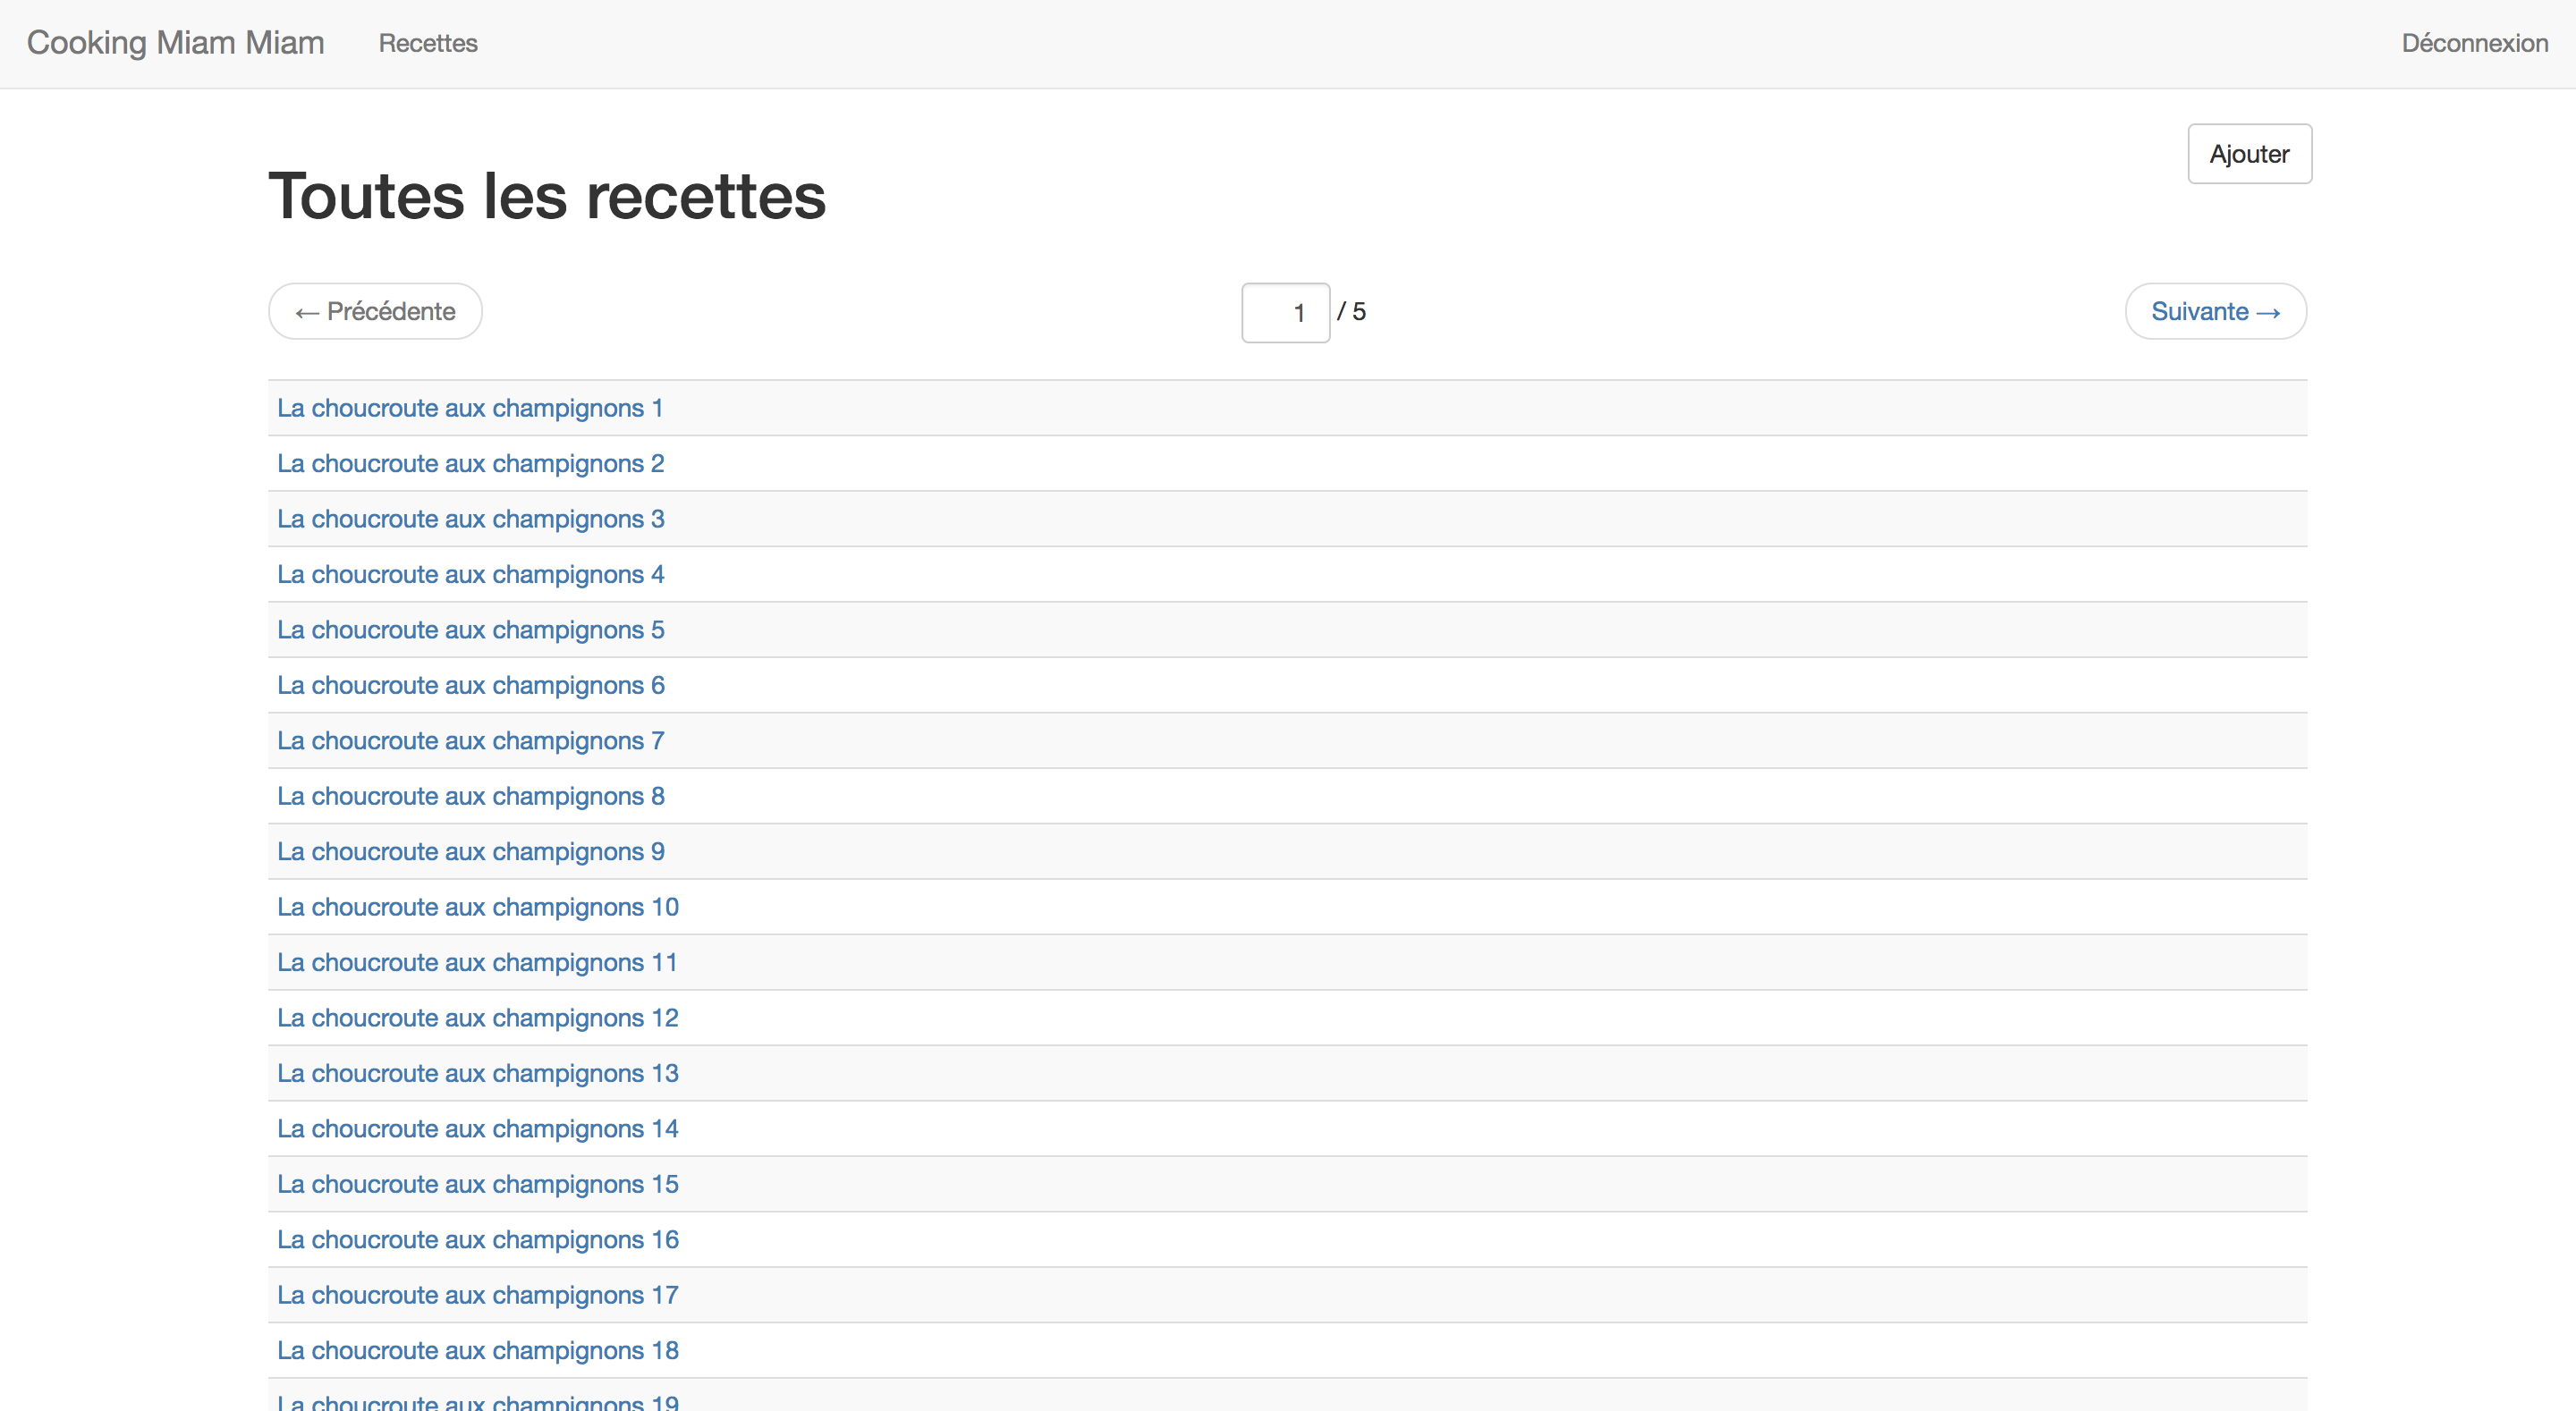 Cooking Miam Miam Recettes Déconnexion
Ajouter
Toutes les recettes
← Précédente 1 / 5 Suivante →
La choucroute aux champignons 1
La choucroute aux champignons 2
La choucroute aux champignons 3
La choucroute aux champignons 4
La choucroute aux champignons 5
La choucroute aux champignons 6
La choucroute aux champignons 7
La choucroute aux champignons 8
La choucroute aux champignons 9
La choucroute aux champignons 10
La choucroute aux champignons 11
La choucroute aux champignons 12
La choucroute aux champignons 13
La choucroute aux champignons 14
La choucroute aux champignons 15
La choucroute aux champignons 16
La choucroute aux champignons 17
La choucroute aux champignons 18
La choucroute aux champignons 19